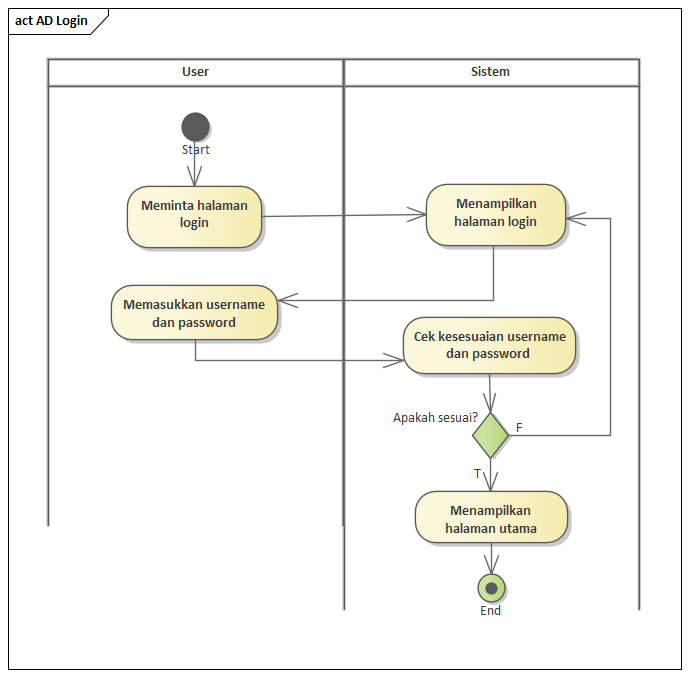 act AD Login
User
Sistem
Start
Meminta halaman
login
Menampilkan
halaman login
Memasukkan username
dan password
Cek kesesuaian username
dan password
Apakah sesuai?
F
T
Menampilkan
halaman utama
End